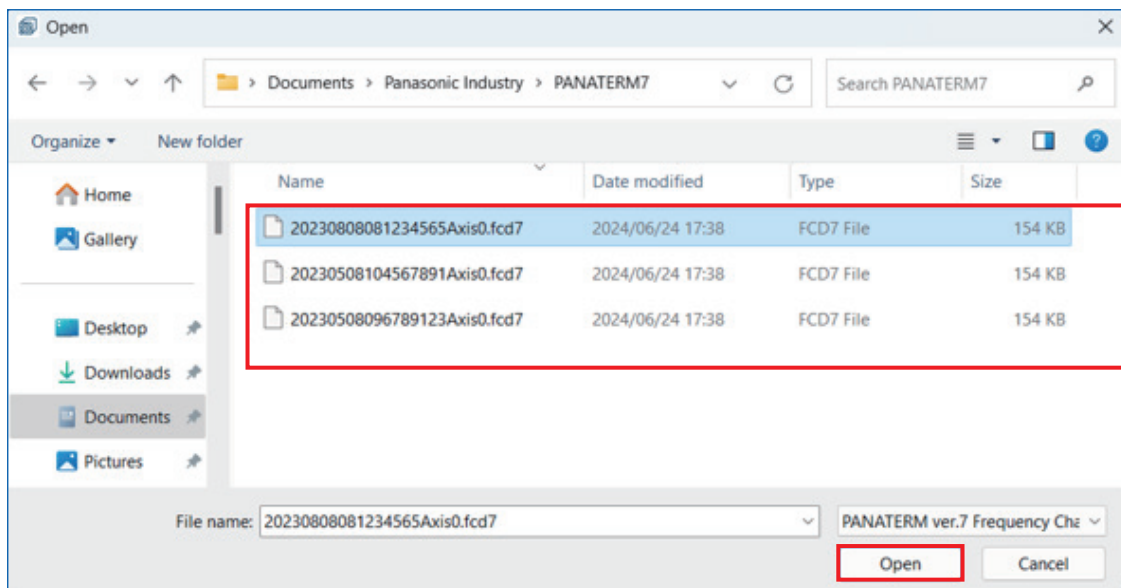 Open
Documents > Panasonic Industry > PANATERM7
Search PANATERM7
Organize
New folder
Name Date modified Type Size
Home
Gallery
Desktop
Downloads
Documents
Pictures
20230808081234565Axis0.fcd7 2024/06/24 17:38 FCD7 File 154 KB
20230508104567891Axis0.fcd7 2024/06/24 17:38 FCD7 File 154 KB
20230508096789123Axis0.fcd7 2024/06/24 17:38 FCD7 File 154 KB
File name: 20230808081234565Axis0.fcd7
PANATERM ver.7 Frequency Cha
Open
Cancel